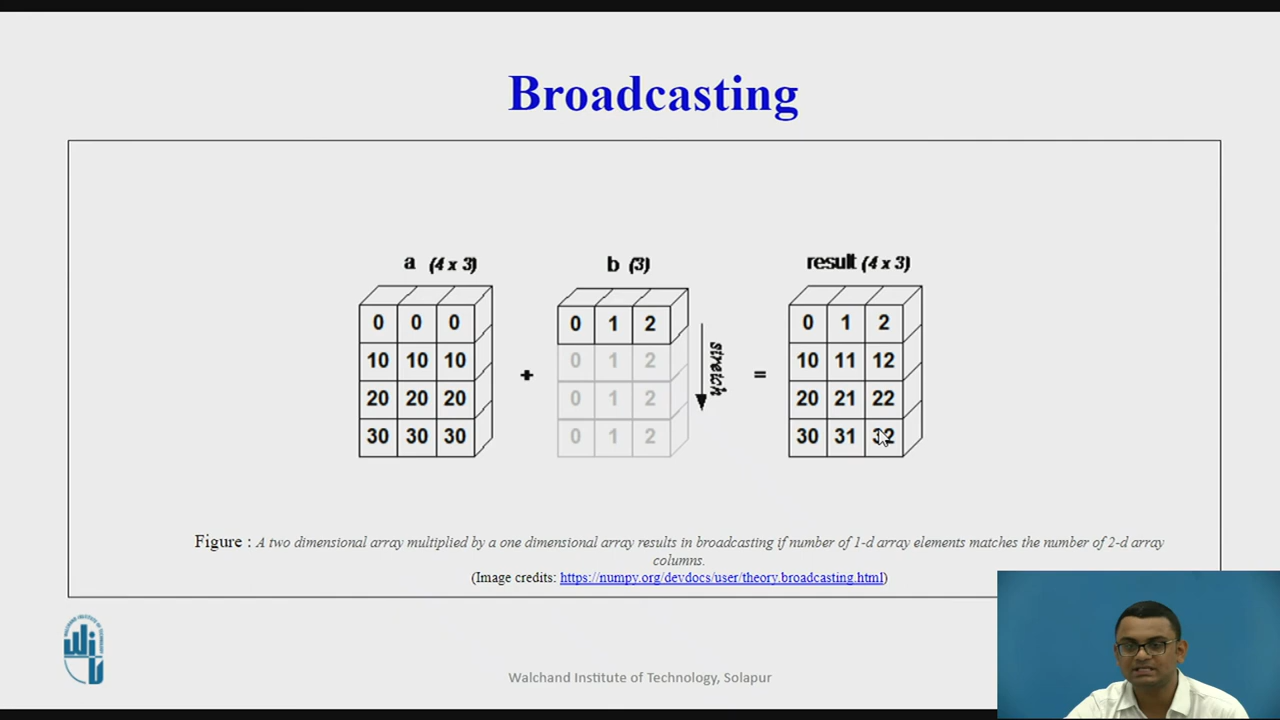 Broadcasting
a (4 x 3) b (3) result (4 x 3)
0 0 0 0 1 2 0 1 2
10 10 10 0 1 2 10 11 12
20 20 20 0 1 2 20 21 22
30 30 30 0 1 2 30 31 32
+ stretch =
Figure : A two dimensional array multiplied by a one dimensional array results in broadcasting if number of 1-d array elements matches the number of 2-d array
columns.
(Image credits: https://numpy.org/devdocs/user/theory.broadcasting.html)
Walchand Institute of Technology, Solapur